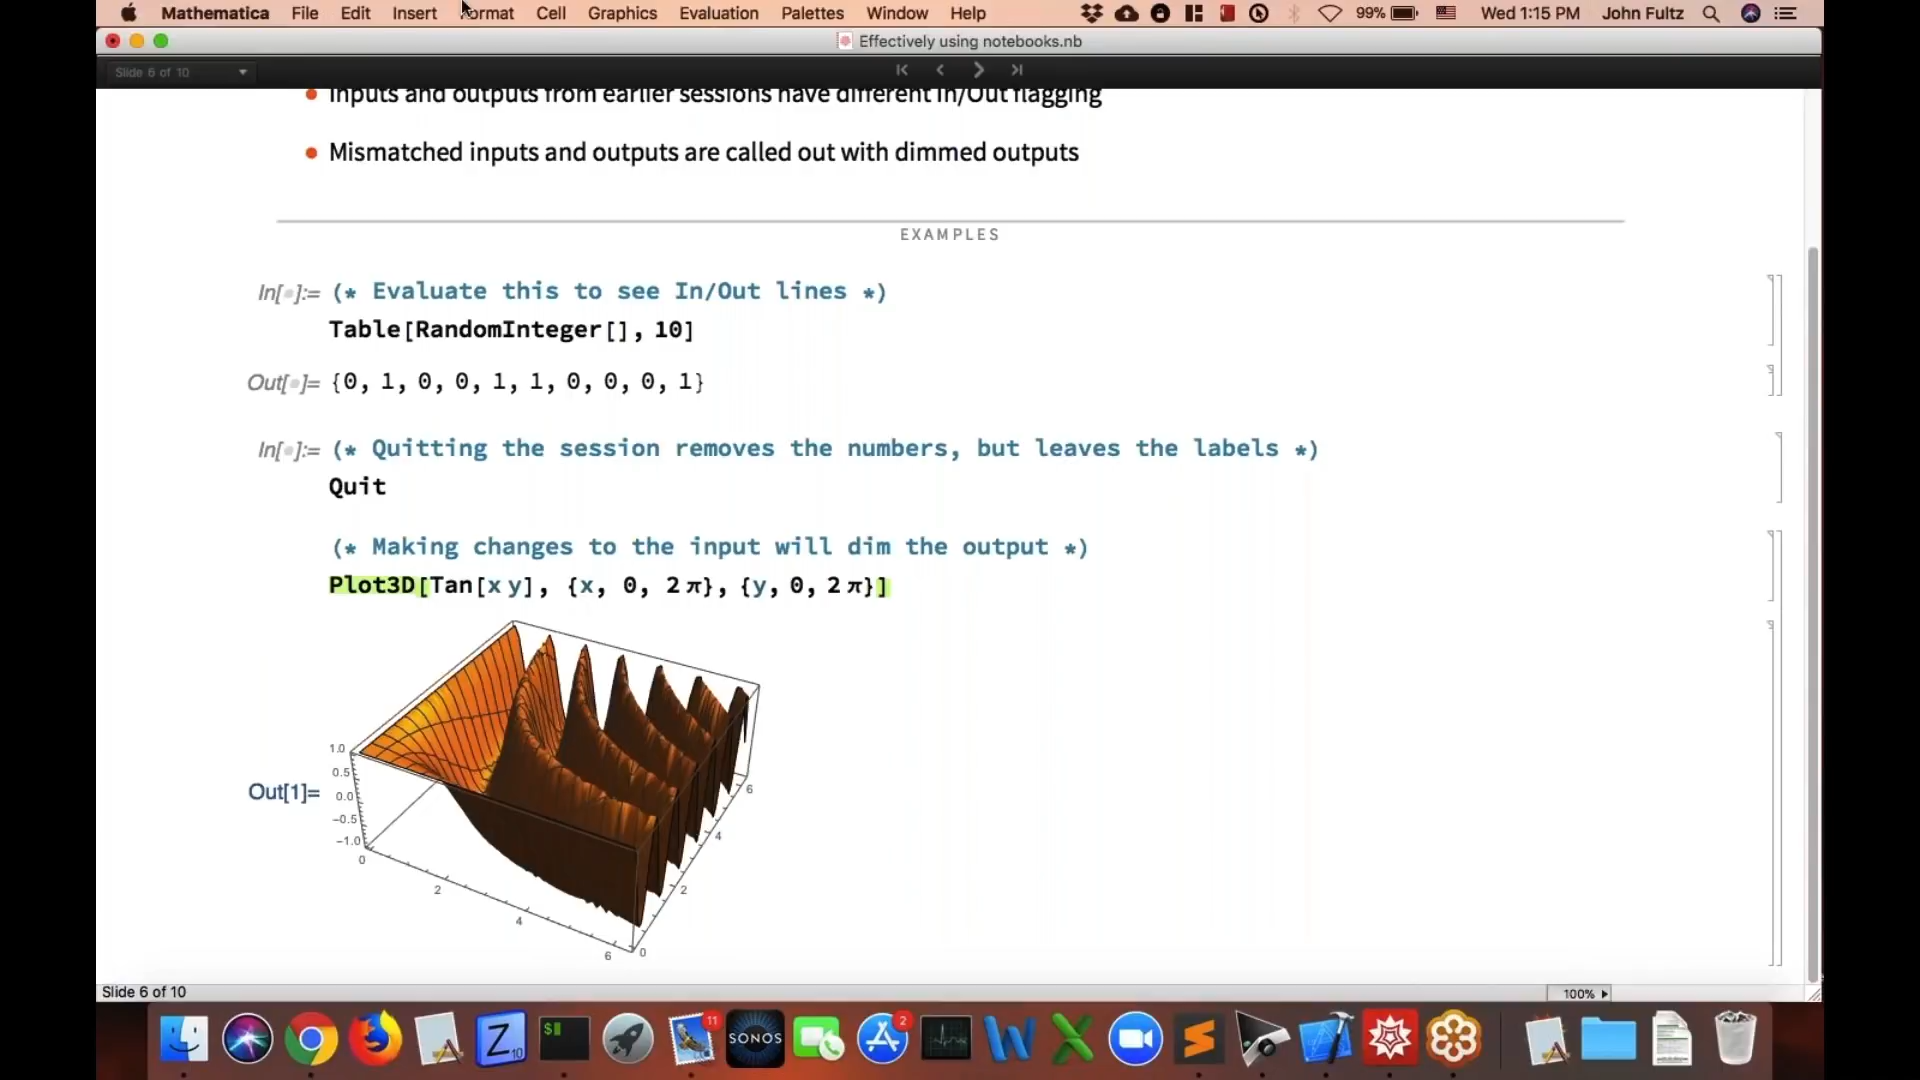 Mathematica File Edit Insert Format Cell Graphics Evaluation Palettes Window Help 99% Wed 1:15 PM John Fultz
Effectively using notebooks.nb
Slide 6 of 10
Inputs and outputs from earlier sessions have different In/Out flagging
Mismatched inputs and outputs are called out with dimmed outputs
EXAMPLES
In[ ]:= (* Evaluate this to see In/Out lines *)
Table[RandomInteger[], 10]
Out[ ]= {0, 1, 0, 0, 1, 1, 0, 0, 0, 1}
In[ ]:= (* Quitting the session removes the numbers, but leaves the labels *)
Quit
(* Making changes to the input will dim the output *)
Plot3D[Tan[x y], {x, 0, 2 π}, {y, 0, 2 π}]
Out[1]=
1.0
0.5
0.0
-0.5
-1.0
0
2
4
6
0
2
4
6
Slide 6 of 10
100%
Z10
$
11
SONOS
2